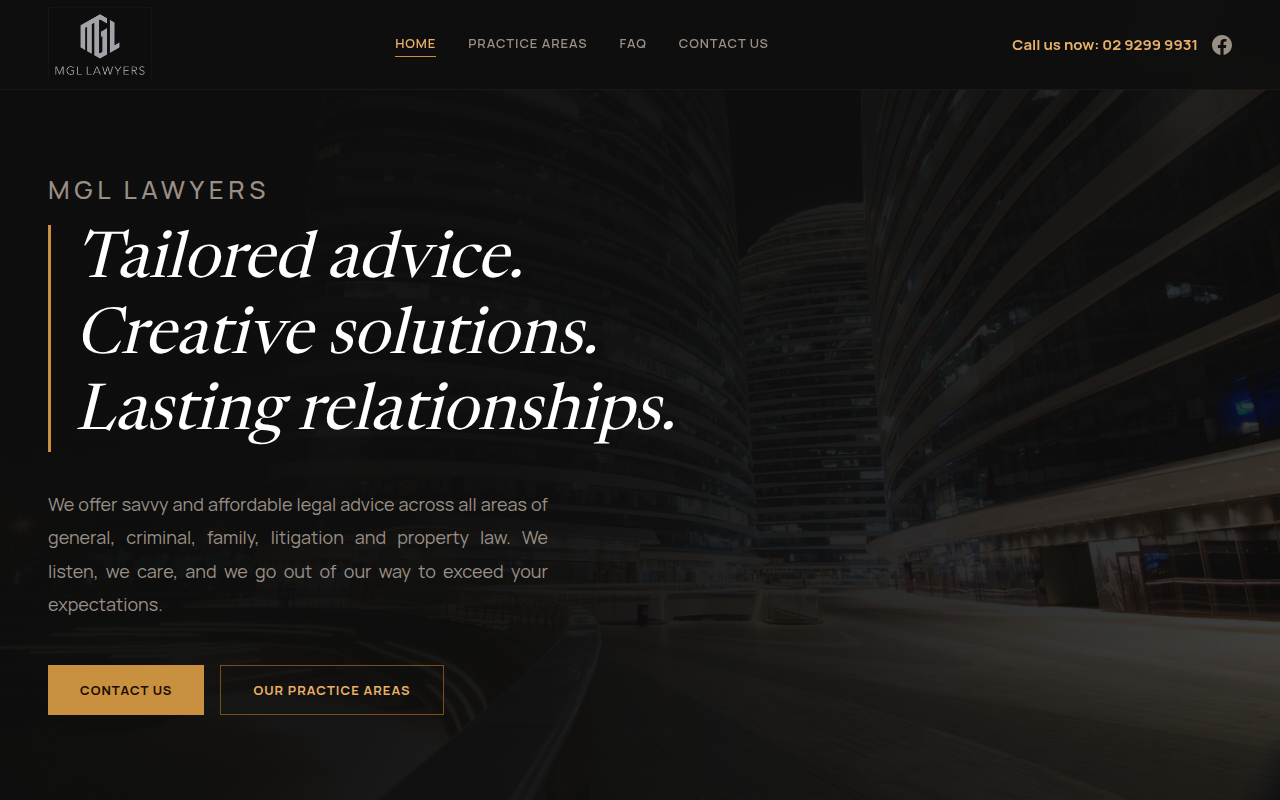 MGL
MGL LAWYERS
HOME
PRACTICE AREAS
FAQ
CONTACT US
Call us now: 02 9299 9931
MGL LAWYERS
Tailored advice.
Creative solutions.
Lasting relationships.
We offer savvy and affordable legal advice across all areas of
general, criminal, family, litigation and property law. We
listen, we care, and we go out of our way to exceed your
expectations.
CONTACT US
OUR PRACTICE AREAS